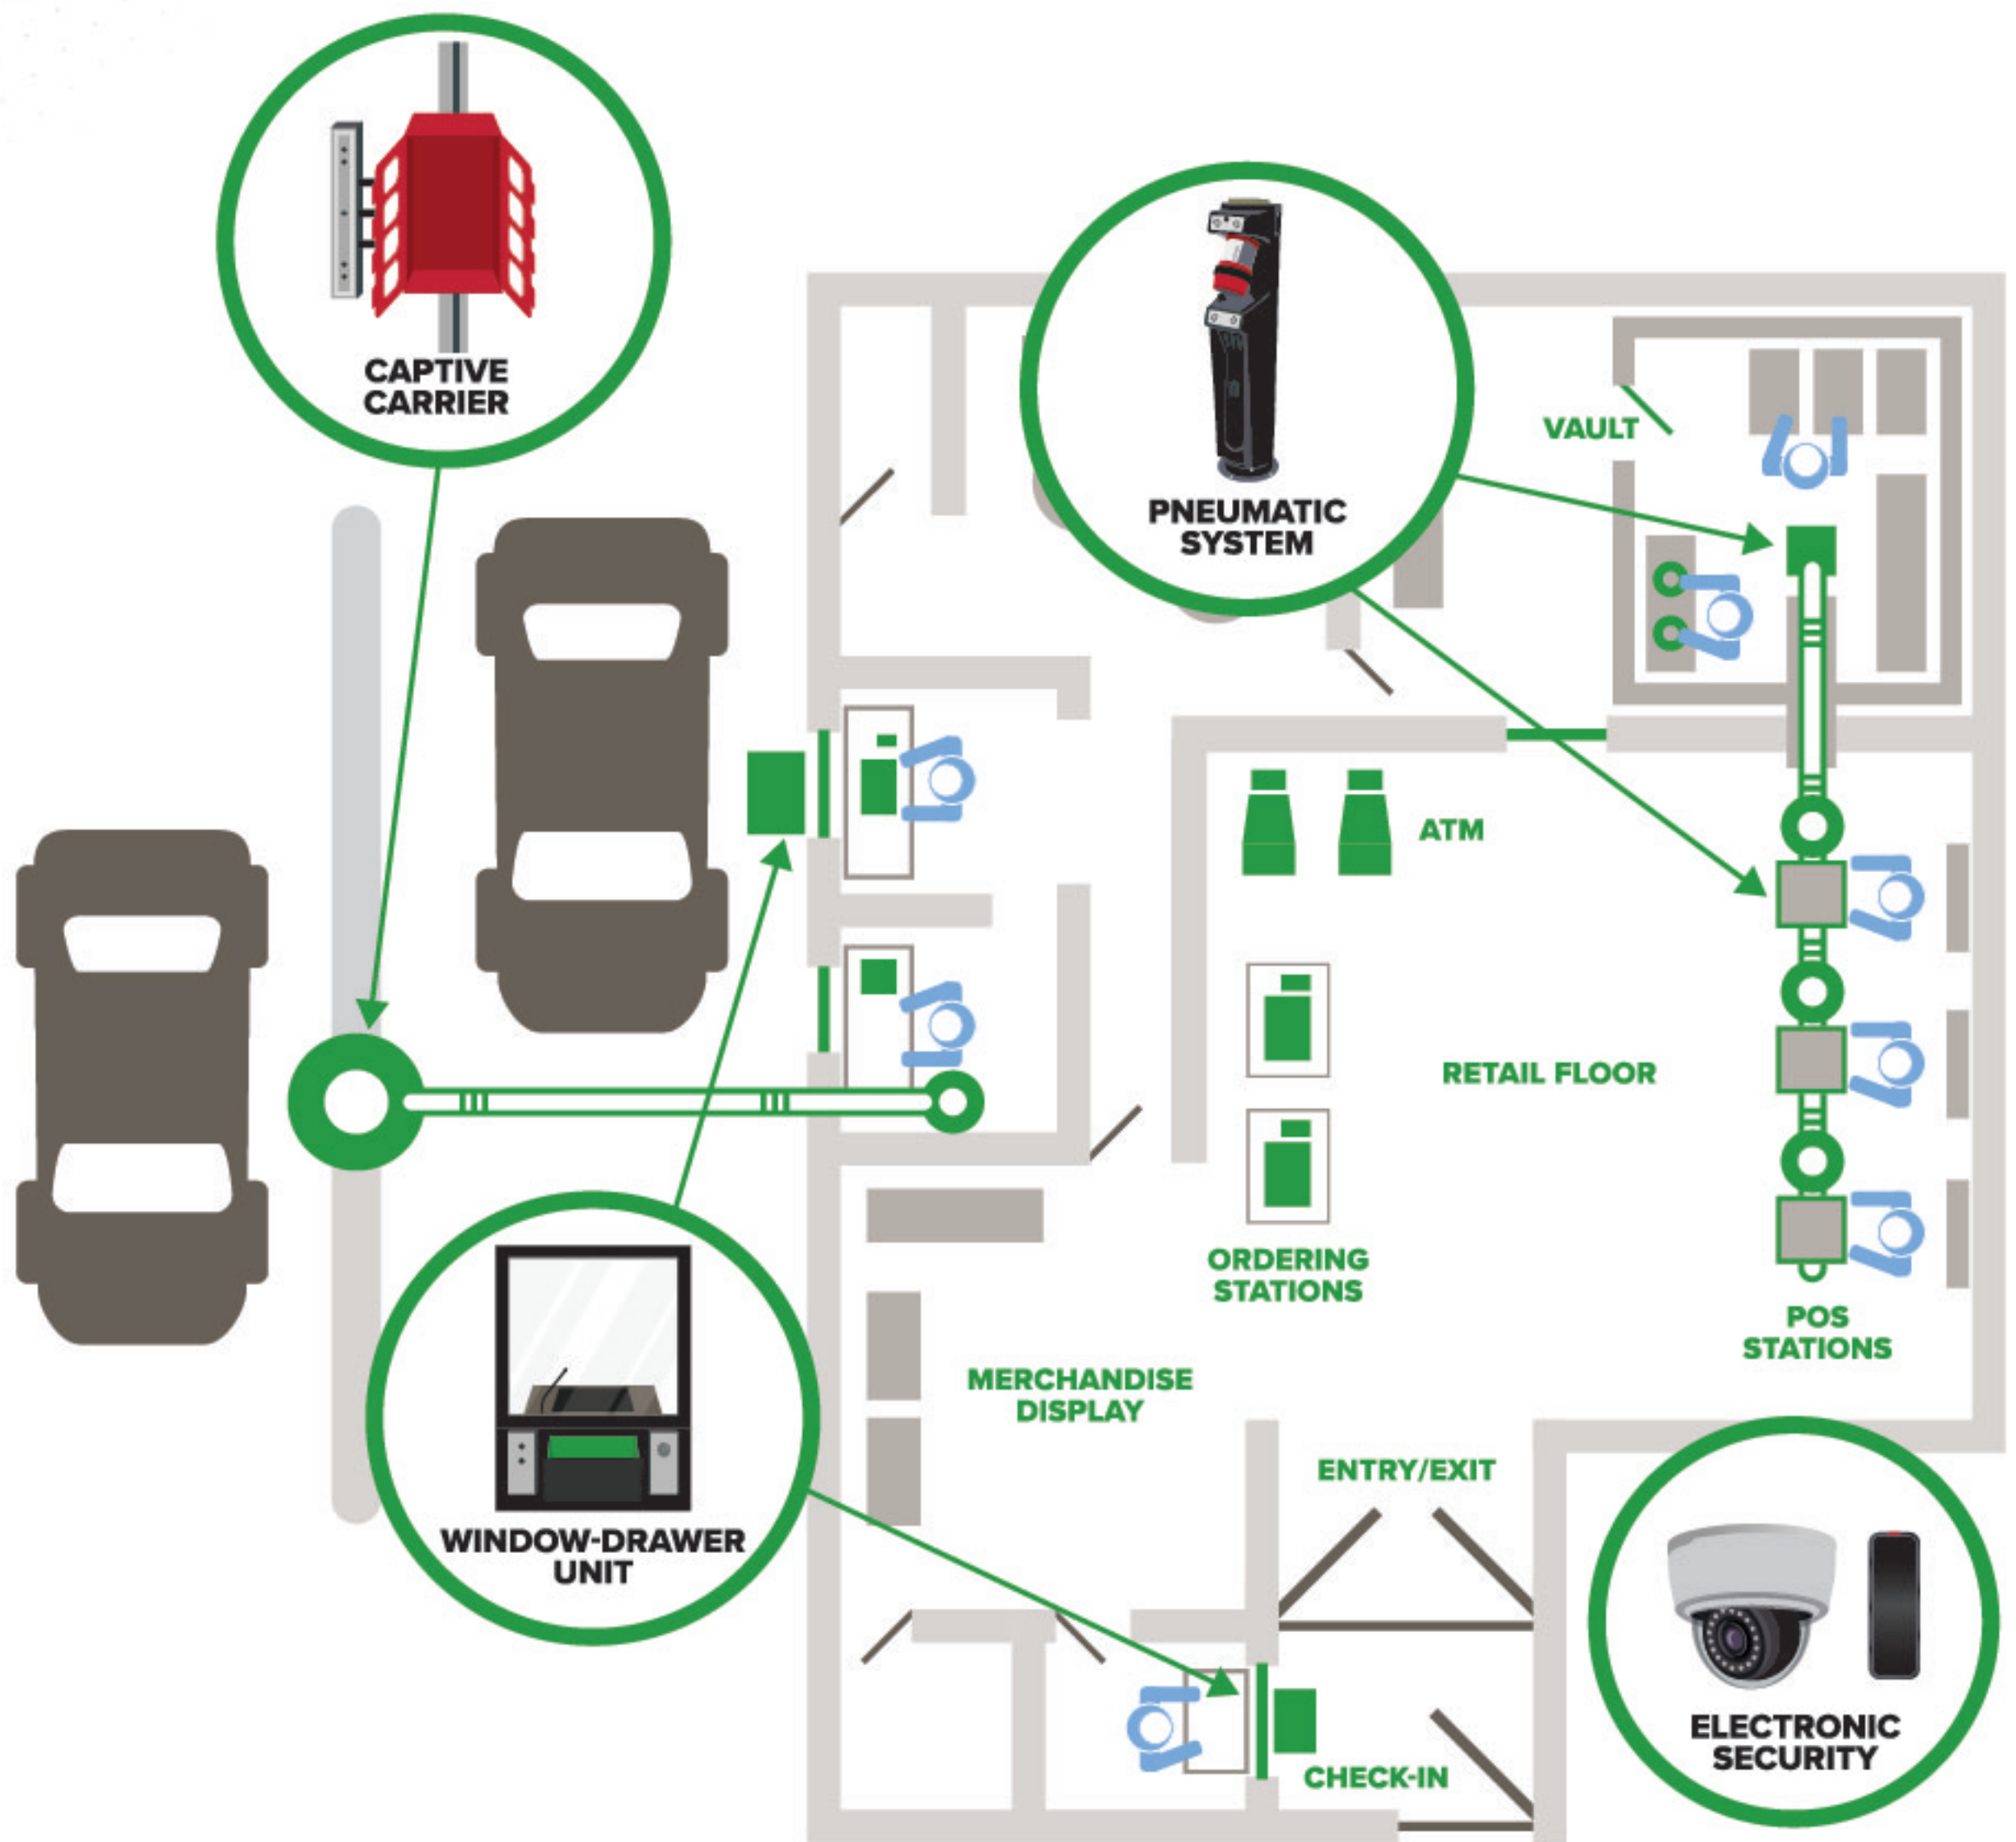 CAPTIVE
CARRIER
PNEUMATIC
SYSTEM
VAULT
ATM
RETAIL FLOOR
ORDERING
STATIONS
POS
STATIONS
MERCHANDISE
DISPLAY
ENTRY/EXIT
WINDOW-DRAWER
UNIT
ELECTRONIC
SECURITY
CHECK-IN